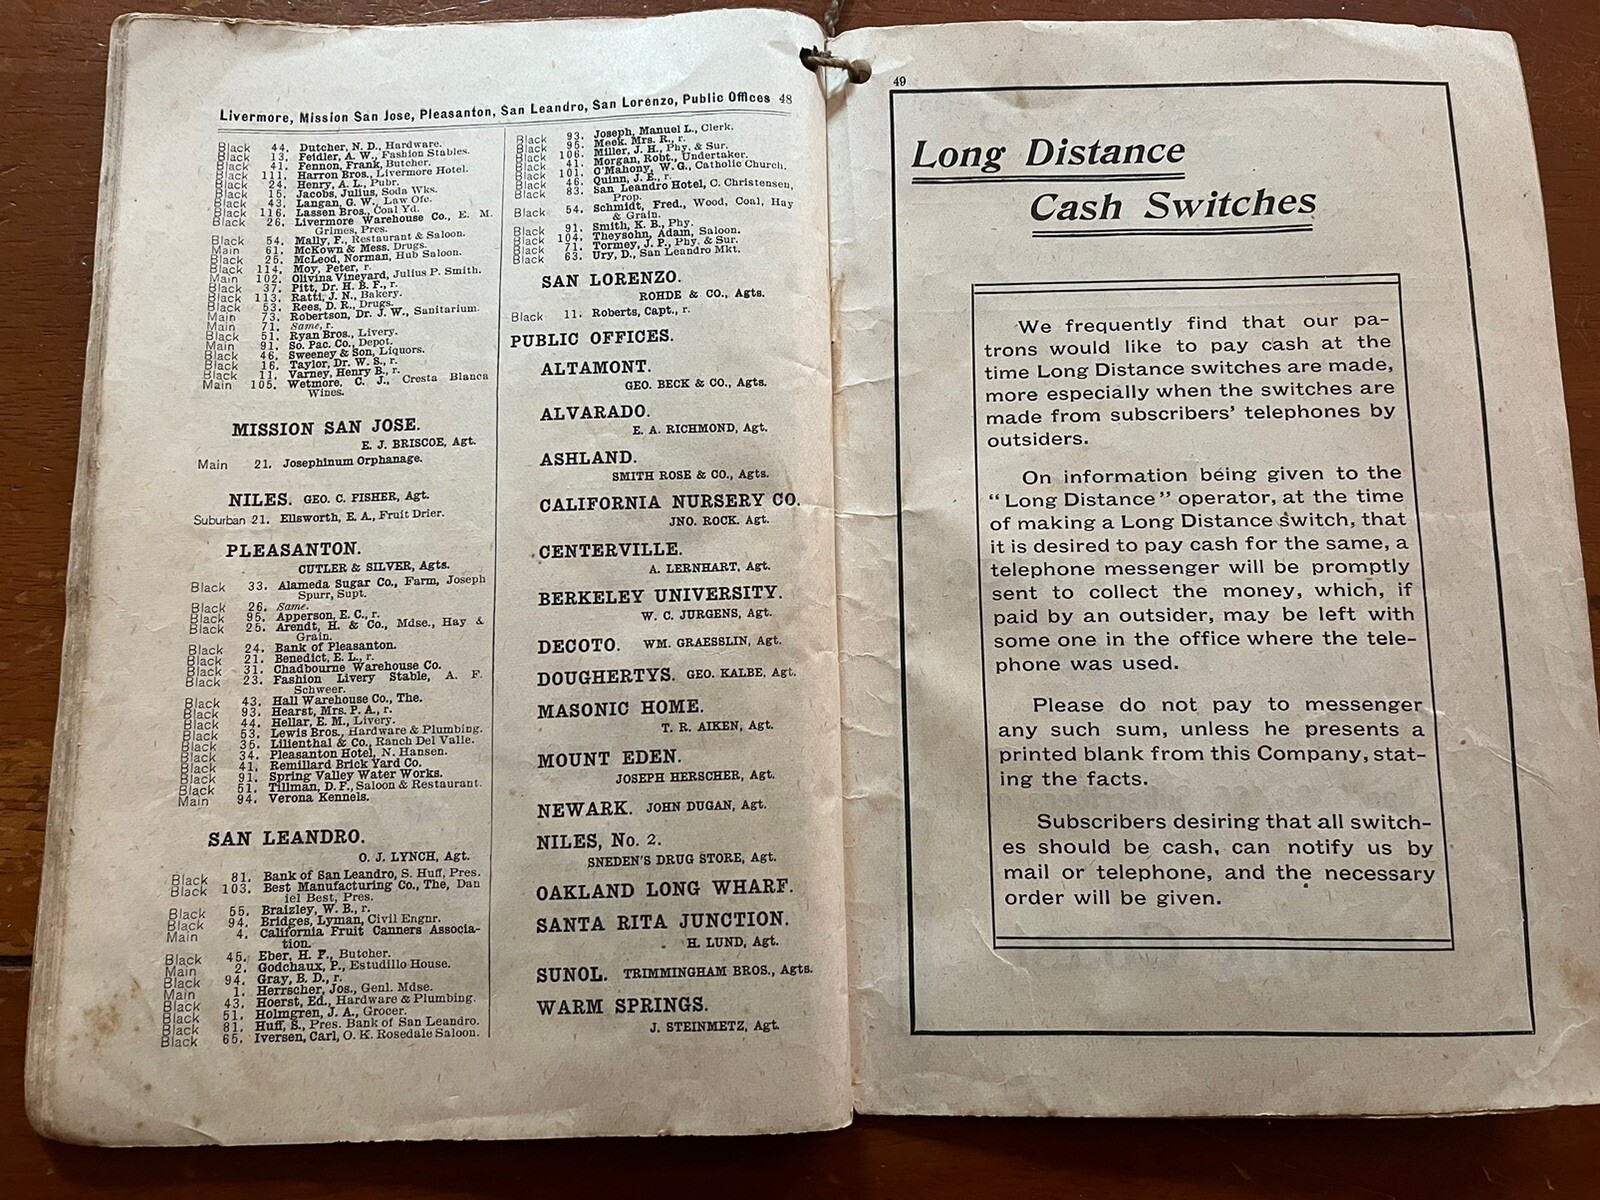 Livermore, Mission San Jose, Pleasanton, San Leandro, San Lorenzo, Public Offices 48
Black 44. Dutcher, N. D., Hardware.
Black 13. Feidler, A. W., Fashion Stables.
Black 41. Fennon, Frank, Butcher.
Black 111. Harron Bros., Livermore Hotel.
Black 24. Henry, A. L., Pubr.
Black 15. Jacobs, Julius, Soda Wks.
Black 43. Langan, G. W., Law Ofc.
Black 116. Lassen Bros., Coal Yd.
Black 26. Livermore Warehouse Co., E. M.
Grimes, Pres.
Black 54. Mally, F., Restaurant & Saloon.
Main 61. McKown & Mess. Drugs.
Black 25. McLeod, Norman, Hub Saloon.
Black 114. Moy, Peter, r.
Main 102. Olivina Vineyard, Julius P. Smith.
Black 37. Pitt, Dr. H. B. F., r.
Black 113. Ratti, J. N., Bakery.
Black 53. Rees, D. R., Drugs.
Main 73. Robertson, Dr. J. W., Sanitarium.
Main 71. Same, r.
Black 51. Ryan Bros., Livery.
Main 91. So. Pac. Co., Depot.
Black 46. Sweeney & Son, Liquors.
Black 16. Taylor, Dr. W. S., r.
Black 11. Varney, Henry B., r.
Main 105. Wetmore, C. J., Cresta Blanca
Wines.
MISSION SAN JOSE.
E. J. BRISCOE, Agt.
Main 21. Josephinum Orphanage.
NILES. GEO. C. FISHER, Agt.
Suburban 21. Ellsworth, E. A., Fruit Drier.
PLEASANTON.
CUTLER & SILVER, Agts.
Black 33. Alameda Sugar Co., Farm, Joseph
Spurr, Supt.
Black 26. Same.
Black 95. Apperson, E. C., r.
Black 25. Arendt, H. & Co., Mdse., Hay &
Grain.
Black 24. Bank of Pleasanton.
Black 21. Benedict, E. L., r.
Black 31. Chadbourne Warehouse Co.
Black 23. Fashion Livery Stable, A. F.
Schweer.
Black 43. Hall Warehouse Co., The.
Black 93. Hearst, Mrs. P. A., r.
Black 44. Hellar, E. M., Livery.
Black 53. Lewis Bros., Hardware & Plumbing.
Black 35. Lilienthal & Co., Ranch Del Valle.
Black 34. Pleasanton Hotel, N. Hansen.
Black 41. Remillard Brick Yard Co.
Black 91. Spring Valley Water Works.
Black 51. Tillman, D. F., Saloon & Restaurant.
Main 94. Verona Kennels.
SAN LEANDRO.
O. J. LYNCH, Agt.
Black 81. Bank of San Leandro, S. Huff, Pres.
Black 103. Best Manufacturing Co., The, Dan
iel Best, Pres.
Black 55. Braizley, W. B., r.
Black 94. Bridges, Lyman, Civil Engnr.
Main 4. California Fruit Canners Associa-
tion.
Black 45. Eber, H. F., Butcher.
Main 2. Godchaux, P., Estudillo House.
Black 94. Gray, B. D., r.
Main 1. Herrscher, Jos., Genl. Mdse.
Black 43. Hoerst, Ed., Hardware & Plumbing.
Black 51. Holmgren, J. A., Grocer.
Black 81. Huff, S., Pres. Bank of San Leandro.
Black 65. Iversen, Carl, O. K. Rosedale Saloon.
Black 93. Joseph, Manuel L., Clerk.
Black 95. Meek, Mrs. R., r.
Black 106. Miller, J. H., Phy. & Sur.
Black 41. Morgan, Robt., Undertaker.
Black 101. O'Mahony, W. G., Catholic Church.
Black 46. Quinn, J. E., r.
Black 83. San Leandro Hotel, C. Christensen,
Prop.
Black 54. Schmidt, Fred., Wood, Coal, Hay
& Grain.
Black 91. Smith, K. B., Phy.
Black 104. Theysohn, Adam, Saloon.
Black 71. Tormey, J. P., Phy. & Sur.
Black 63. Ury, D., San Leandro Mkt.
SAN LORENZO.
ROHDE & CO., Agts.
Black 11. Roberts, Capt., r.
PUBLIC OFFICES.
ALTAMONT.
GEO. BECK & CO., Agts.
ALVARADO.
E. A. RICHMOND, Agt.
ASHLAND.
SMITH ROSE & CO., Agts.
CALIFORNIA NURSERY CO.
JNO. ROCK. Agt.
CENTERVILLE.
A. LERNHART, Agt.
BERKELEY UNIVERSITY.
W. C. JURGENS, Agt.
DECOTO. WM. GRAESSLIN, Agt.
DOUGHERTYS. GEO. KALBE, Agt.
MASONIC HOME.
T. R. AIKEN, Agt.
MOUNT EDEN.
JOSEPH HERSCHER, Agt.
NEWARK. JOHN DUGAN, Agt.
NILES, No. 2.
SNEDEN'S DRUG STORE, Agt.
OAKLAND LONG WHARF.
SANTA RITA JUNCTION.
H. LUND, Agt.
SUNOL. TRIMMINGHAM BROS., Agts.
WARM SPRINGS.
J. STEINMETZ, Agt.
49
Long Distance
Cash Switches
We frequently find that our pa-
trons would like to pay cash at the
time Long Distance switches are made,
more especially when the switches are
made from subscribers' telephones by
outsiders.
On information being given to the
"Long Distance" operator, at the time
of making a Long Distance switch, that
it is desired to pay cash for the same, a
telephone messenger will be promptly
sent to collect the money, which, if
paid by an outsider, may be left with
some one in the office where the tele-
phone was used.
Please do not pay to messenger
any such sum, unless he presents a
printed blank from this Company, stat-
ing the facts.
Subscribers desiring that all switch-
es should be cash, can notify us by
mail or telephone, and the necessary
order will be given.